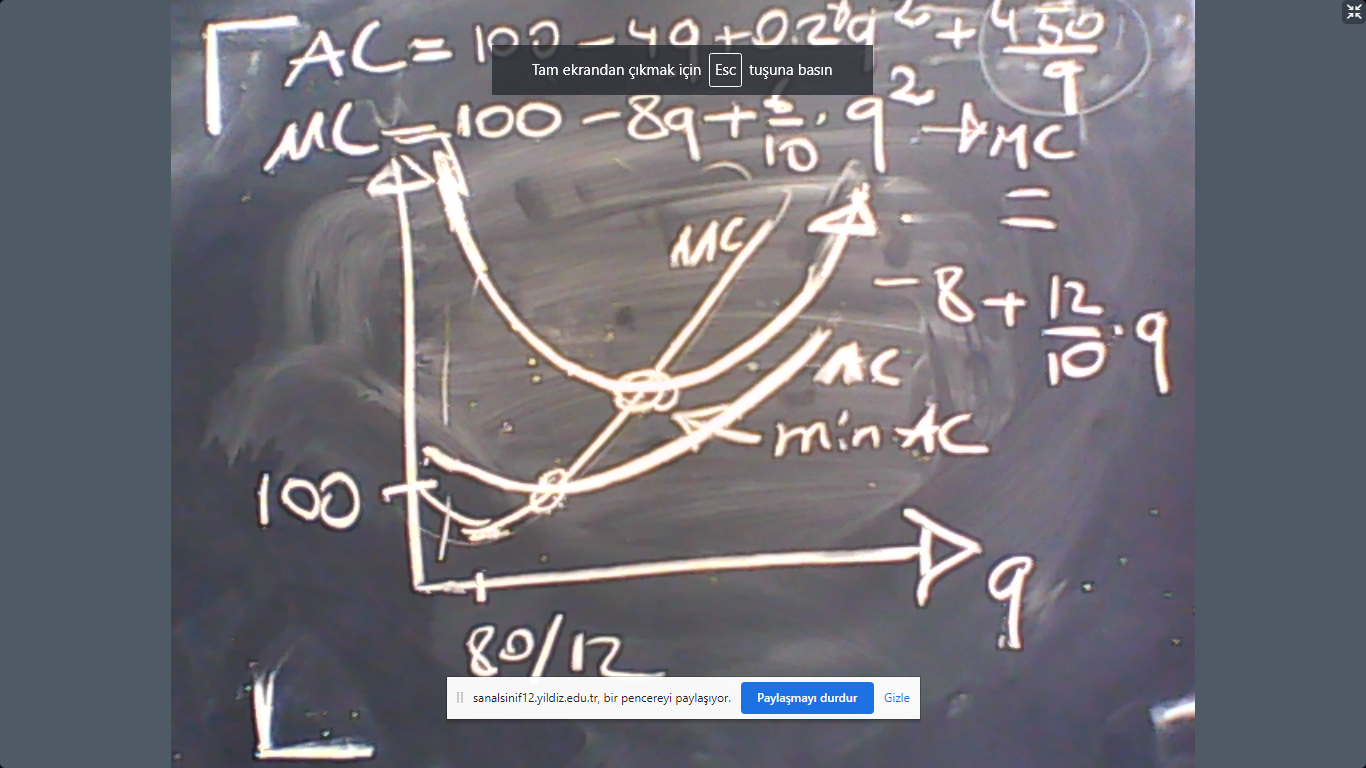 AC = 100 - 4q + 0.2q² + 450/q
Tam ekrandan çıkmak için Esc tuşuna basın
MC = 100 - 8q + 6/10 · q² → MC
=
- 8 + 12/10 · q
MC
AC
min AC
100
q
80/12
sanalsinif12.yildiz.edu.tr, bir pencereyi paylaşıyor. Paylaşmayı durdur Gizle